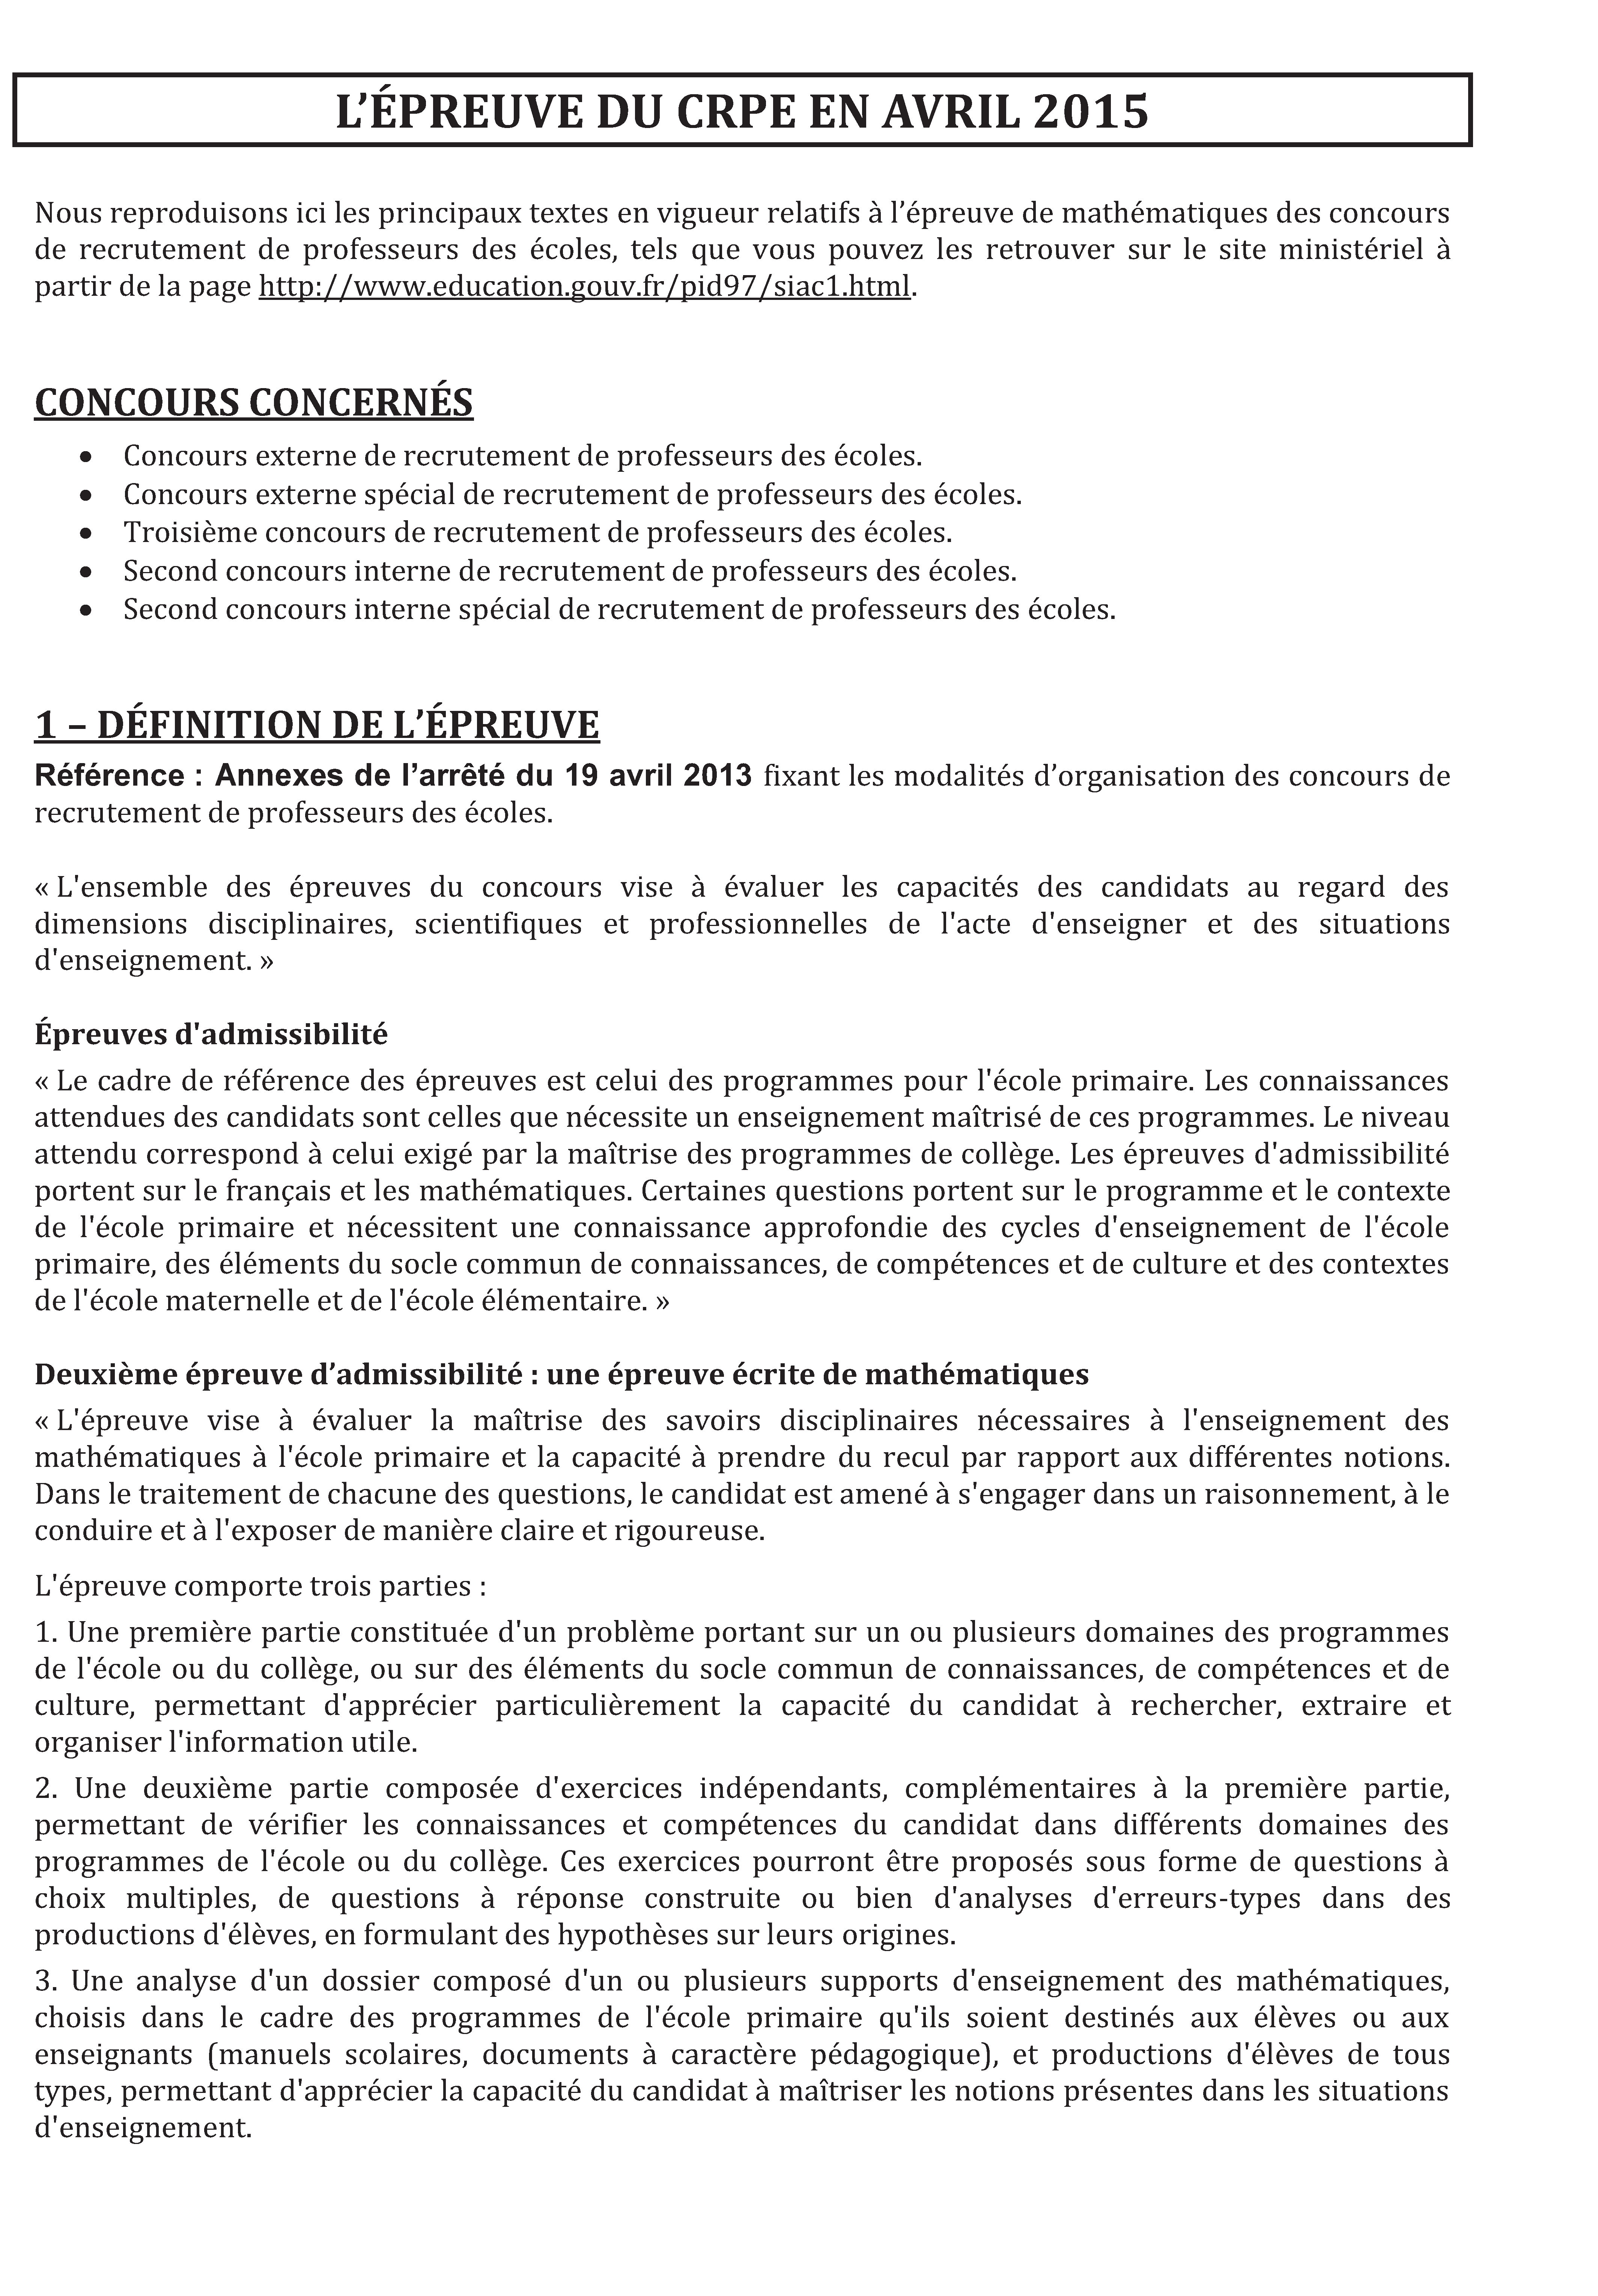 L’ÉPREUVE DU CRPE EN AVRIL 2015
Nous reproduisons ici les principaux textes en vigueur relatifs à l’épreuve de mathématiques des concours
de recrutement de professeurs des écoles, tels que vous pouvez les retrouver sur le site ministériel à
partir de la page http://www.education.gouv.fr/pid97/siac1.html.
CONCOURS CONCERNÉS
• Concours externe de recrutement de professeurs des écoles.
• Concours externe spécial de recrutement de professeurs des écoles.
• Troisième concours de recrutement de professeurs des écoles.
• Second concours interne de recrutement de professeurs des écoles.
• Second concours interne spécial de recrutement de professeurs des écoles.
1 – DÉFINITION DE L’ÉPREUVE
Référence : Annexes de l’arrêté du 19 avril 2013 fixant les modalités d’organisation des concours de
recrutement de professeurs des écoles.
« L'ensemble des épreuves du concours vise à évaluer les capacités des candidats au regard des
dimensions disciplinaires, scientifiques et professionnelles de l'acte d'enseigner et des situations
d'enseignement. »
Épreuves d'admissibilité
« Le cadre de référence des épreuves est celui des programmes pour l'école primaire. Les connaissances
attendues des candidats sont celles que nécessite un enseignement maîtrisé de ces programmes. Le niveau
attendu correspond à celui exigé par la maîtrise des programmes de collège. Les épreuves d'admissibilité
portent sur le français et les mathématiques. Certaines questions portent sur le programme et le contexte
de l'école primaire et nécessitent une connaissance approfondie des cycles d'enseignement de l'école
primaire, des éléments du socle commun de connaissances, de compétences et de culture et des contextes
de l'école maternelle et de l'école élémentaire. »
Deuxième épreuve d’admissibilité : une épreuve écrite de mathématiques
« L'épreuve vise à évaluer la maîtrise des savoirs disciplinaires nécessaires à l'enseignement des
mathématiques à l'école primaire et la capacité à prendre du recul par rapport aux différentes notions.
Dans le traitement de chacune des questions, le candidat est amené à s'engager dans un raisonnement, à le
conduire et à l'exposer de manière claire et rigoureuse.
L'épreuve comporte trois parties :
1. Une première partie constituée d'un problème portant sur un ou plusieurs domaines des programmes
de l'école ou du collège, ou sur des éléments du socle commun de connaissances, de compétences et de
culture, permettant d'apprécier particulièrement la capacité du candidat à rechercher, extraire et
organiser l'information utile.
2. Une deuxième partie composée d'exercices indépendants, complémentaires à la première partie,
permettant de vérifier les connaissances et compétences du candidat dans différents domaines des
programmes de l'école ou du collège. Ces exercices pourront être proposés sous forme de questions à
choix multiples, de questions à réponse construite ou bien d'analyses d'erreurs-types dans des
productions d'élèves, en formulant des hypothèses sur leurs origines.
3. Une analyse d'un dossier composé d'un ou plusieurs supports d'enseignement des mathématiques,
choisis dans le cadre des programmes de l'école primaire qu'ils soient destinés aux élèves ou aux
enseignants (manuels scolaires, documents à caractère pédagogique), et productions d'élèves de tous
types, permettant d'apprécier la capacité du candidat à maîtriser les notions présentes dans les situations
d'enseignement.